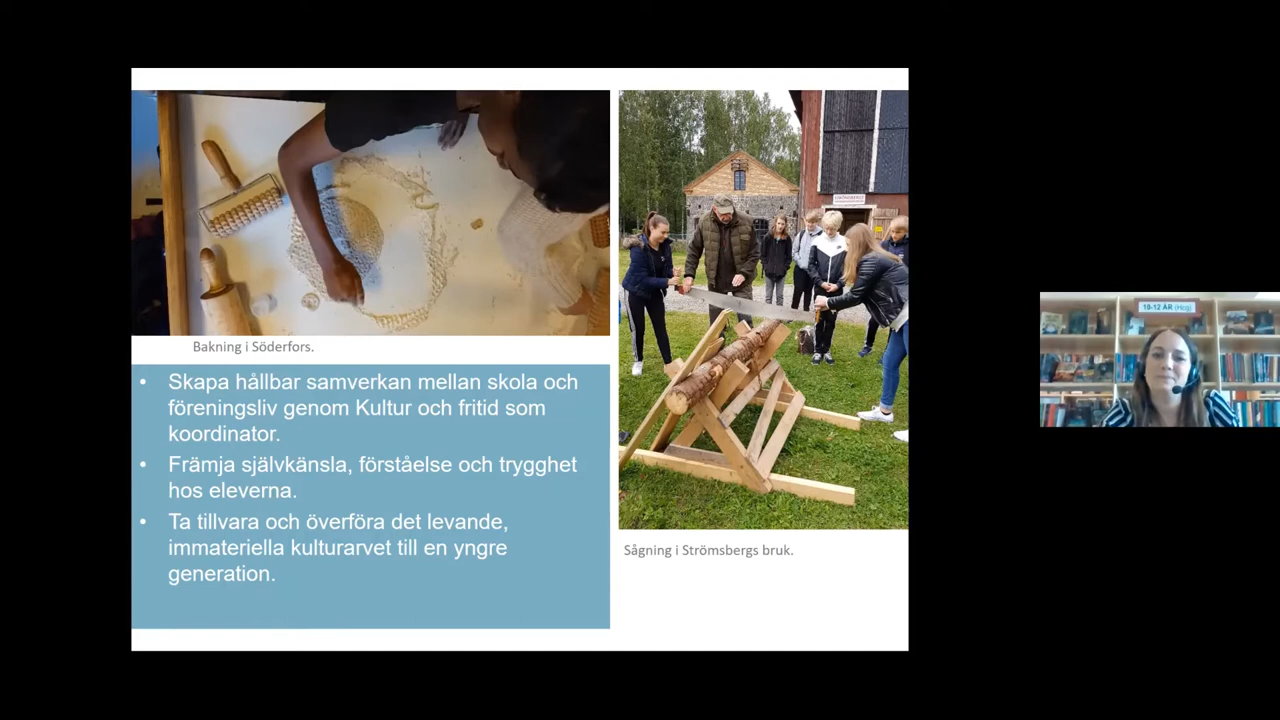 Bakning i Söderfors.
• Skapa hållbar samverkan mellan skola och
föreningsliv genom Kultur och fritid som
koordinator.
• Främja självkänsla, förståelse och trygghet
hos eleverna.
• Ta tillvara och överföra det levande,
immateriella kulturarvet till en yngre
generation.
Sågning i Strömsbergs bruk.
10-12 ÅR (Hcg)